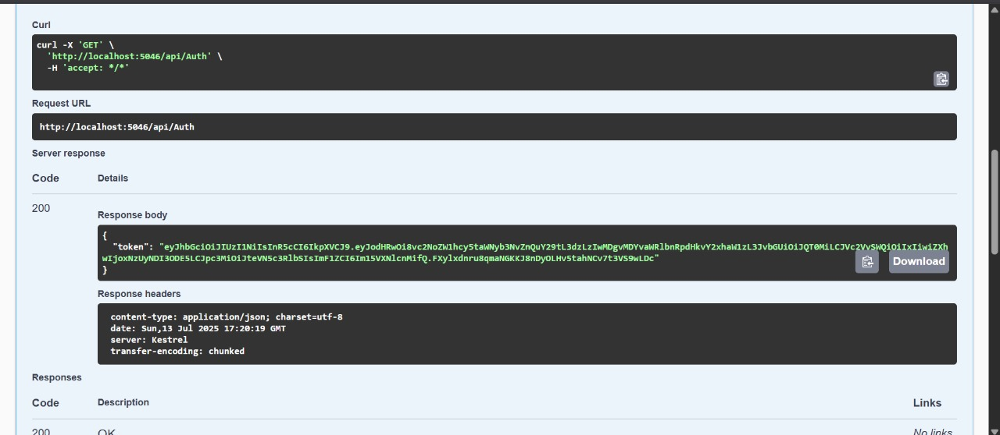 Curl
curl -X 'GET' \
'http://localhost:5046/api/Auth' \
-H 'accept: */*'
Request URL
http://localhost:5046/api/Auth
Server response
Code Details
200
Response body
{
"token": "eyJhbGciOiJIUzI1NiIsInR5cCI6IkpXVCJ9.eyJodHRwOi8vc2NoZW1hcy5taWNyb3NvZnQuY29tL3dzLzIwMDgvMDYvaWRlbnRpdHkvY2xhaW1zL3JvbGUiOiJQT0MiLCJVc2VySWQiOiIxIiwiZXh
wIjoxNzUyNDI3ODE5LCJpc3MiOiJteVN5c3RlbSIsImF1ZCI6Im15VXNlcnMifQ.FXylxdnru8qmaNGKKJ8nDyOLHv5tahNCv7t3VS9wLDc"
}
Download
Response headers
content-type: application/json; charset=utf-8
date: Sun,13 Jul 2025 17:20:19 GMT
server: Kestrel
transfer-encoding: chunked
Responses
Code Description Links
200 OK No links